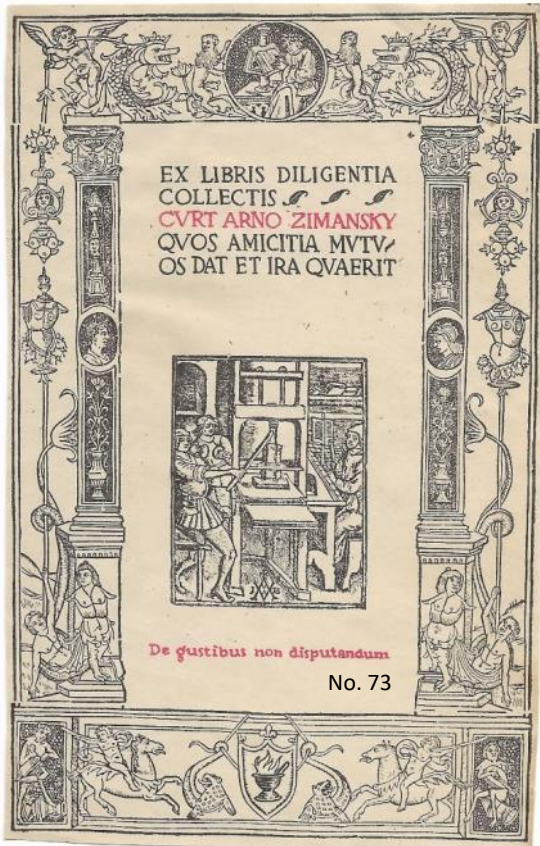 EX LIBRIS DILIGENTIA
COLLECTIS
CVRT ARNO ZIMANSKY
QVOS AMICITIA MVTV/
OS DAT ET IRA QVAERIT
De gustibus non disputandum
No. 73